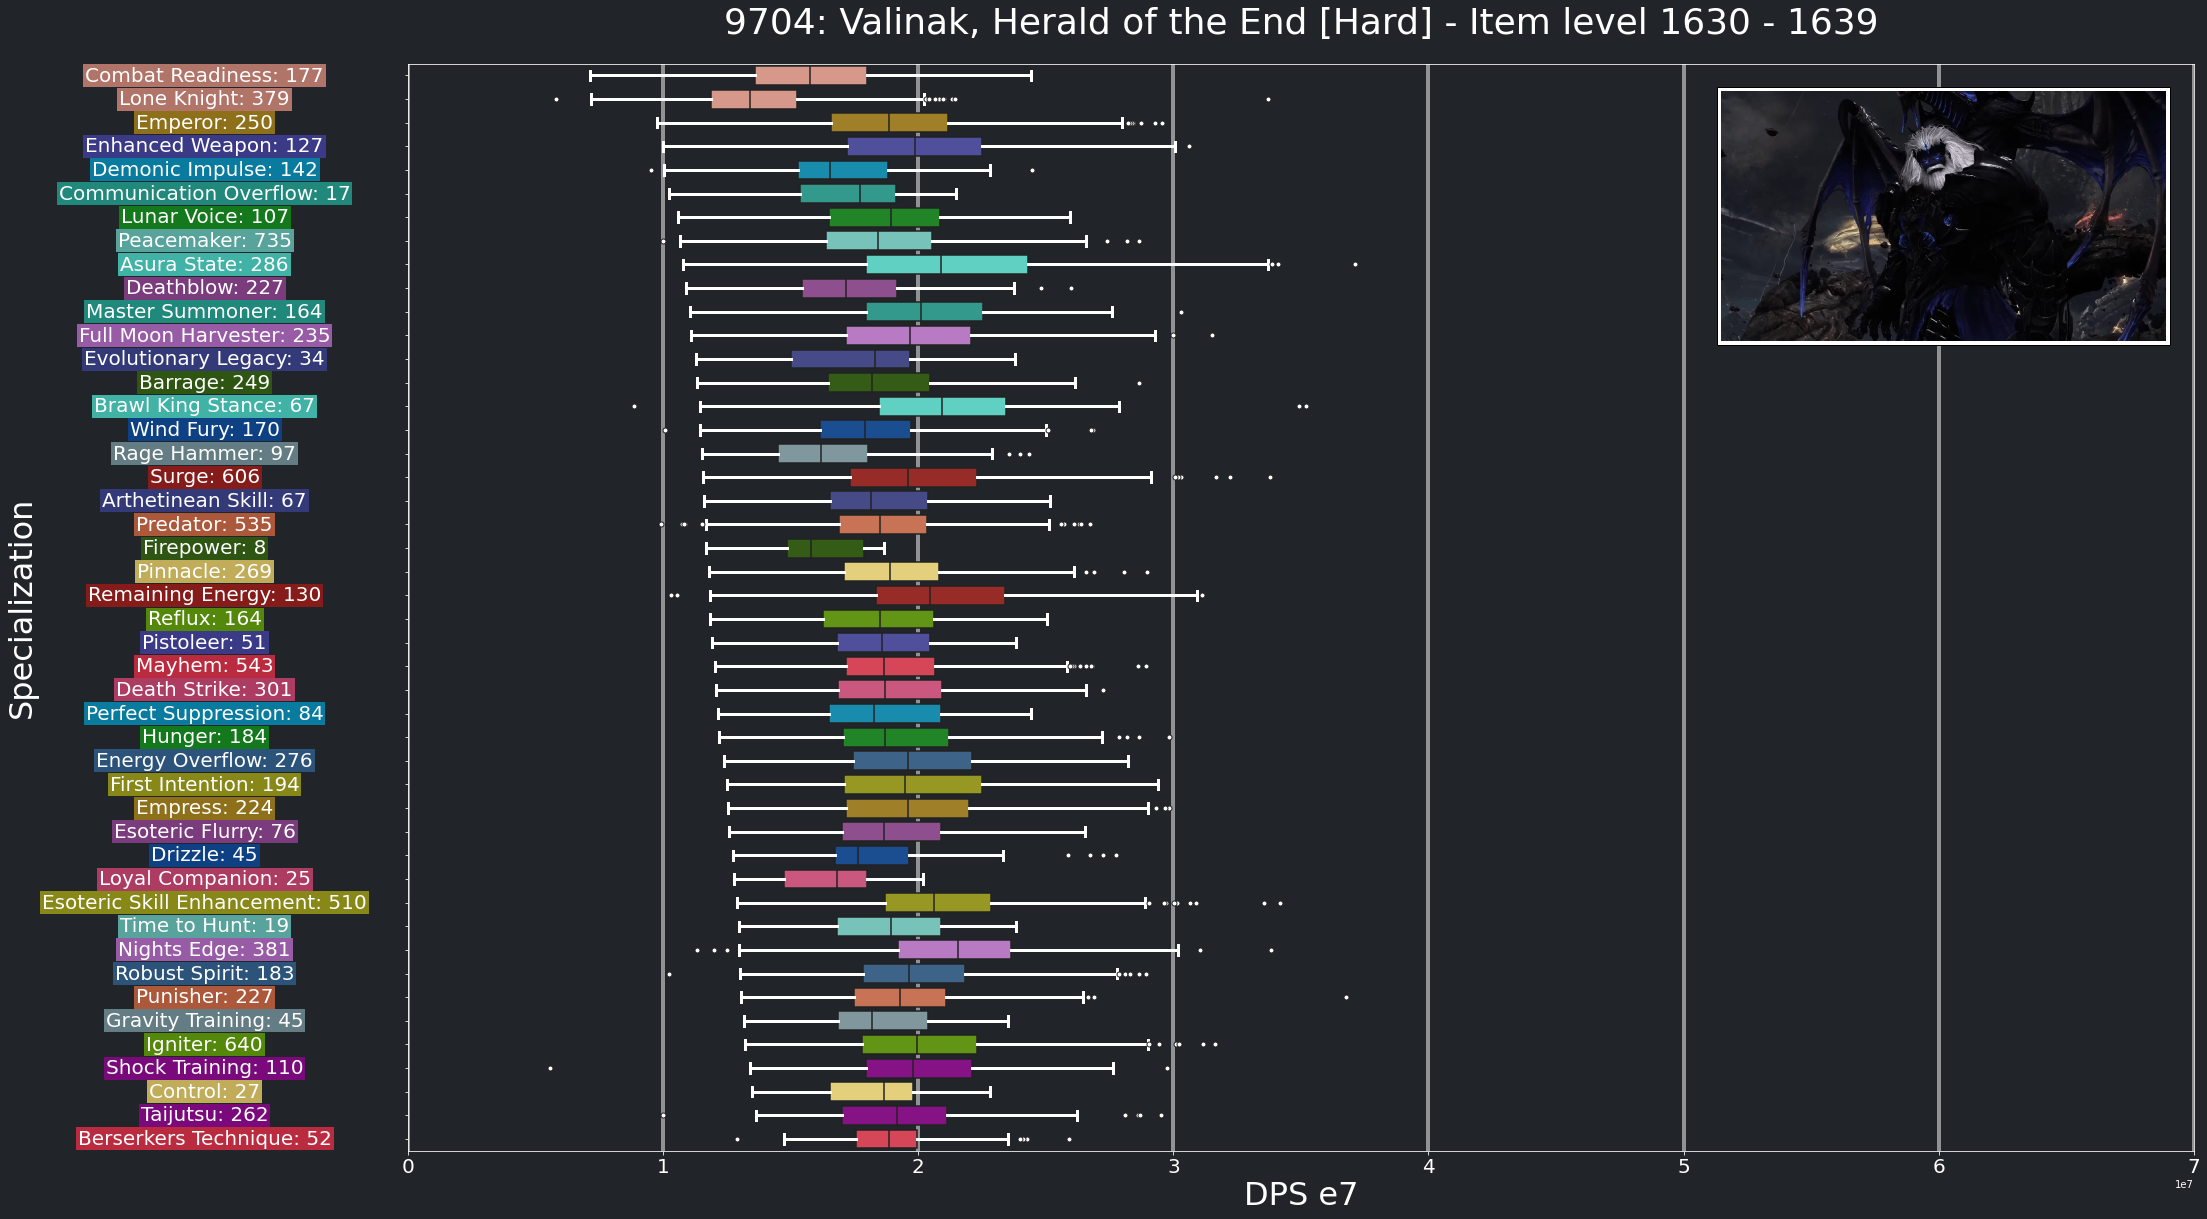 9704: Valinak, Herald of the End [Hard] - Item level 1630 - 1639
Combat Readiness: 177
Lone Knight: 379
Emperor: 250
Enhanced Weapon: 127
Demonic Impulse: 142
Communication Overflow: 17
Lunar Voice: 107
Peacemaker: 735
Asura State: 286
Deathblow: 227
Master Summoner: 164
Full Moon Harvester: 235
Evolutionary Legacy: 34
Barrage: 249
Brawl King Stance: 67
Wind Fury: 170
Rage Hammer: 97
Surge: 606
Arthetinean Skill: 67
Predator: 535
Firepower: 8
Pinnacle: 269
Remaining Energy: 130
Reflux: 164
Pistoleer: 51
Mayhem: 543
Death Strike: 301
Perfect Suppression: 84
Hunger: 184
Energy Overflow: 276
First Intention: 194
Empress: 224
Esoteric Flurry: 76
Drizzle: 45
Loyal Companion: 25
Esoteric Skill Enhancement: 510
Time to Hunt: 19
Nights Edge: 381
Robust Spirit: 183
Punisher: 227
Gravity Training: 45
Igniter: 640
Shock Training: 110
Control: 27
Taijutsu: 262
Berserkers Technique: 52
Specialization
0 1 2 3 4 5 6 7
1e7
DPS e7